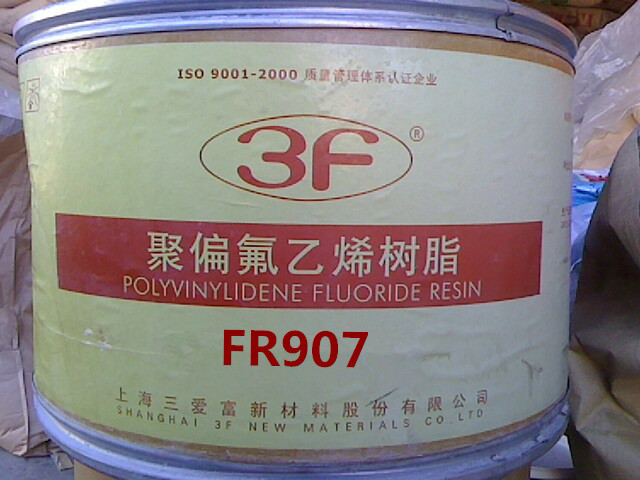 ISO 9001-2000 质量管理体系认证企业
3F®
聚偏氟乙烯树脂
POLYVINYLIDENE FLUORIDE RESIN
FR907
上海三爱富新材料股份有限公司
SHANGHAI 3F NEW MATERIALS CO.,LTD